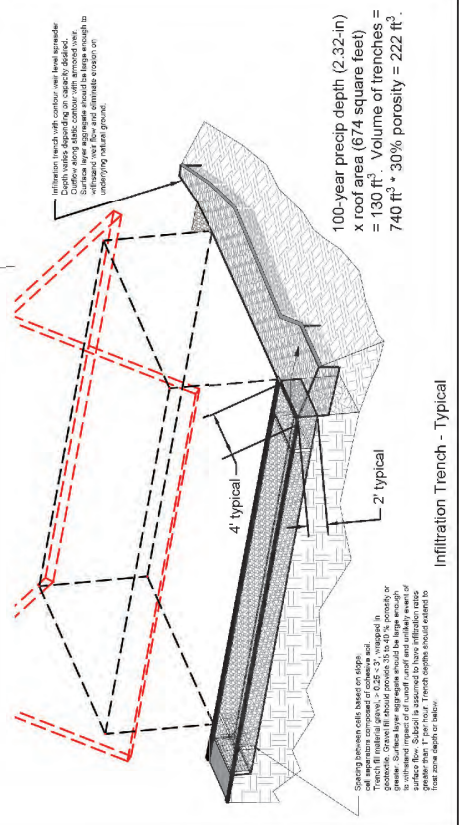 Infiltration trench with contour weir level spreader
Depth varies depending on capacity desired.
Outflow along static contour with armored weir.
Surface layer aggregate should be large enough to
withstand weir flow and eliminate erosion on
underlying natural ground.
4' typical
2' typical
100-year precip depth (2.32-in)
x roof area (674 square feet)
= 130 ft³. Volume of trenches =
740 ft³ * 30% porosity = 222 ft³.
Spacing between cells based on slope.
cell separators composed of cohesive soil.
Trench fill material gravel, > 0.25 < 3", wrapped in
geotextile. Gravel fill should provide 35 to 40 % porosity or
greater. Surface layer aggregate should be large enough
to withstand impact of of runoff runoff and unlikely event of
surface flow. Subsoil is assumed to have infiltration rates
greater than 1" per hour. Trench depths should extend to
frost zone depth or below.
Infiltration Trench - Typical